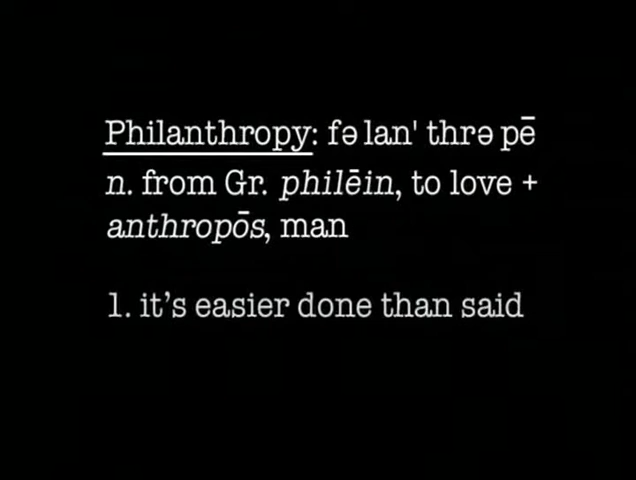 Philanthropy: fə lan' thrə pē
n. from Gr. philēin, to love +
anthropōs, man
1. it's easier done than said